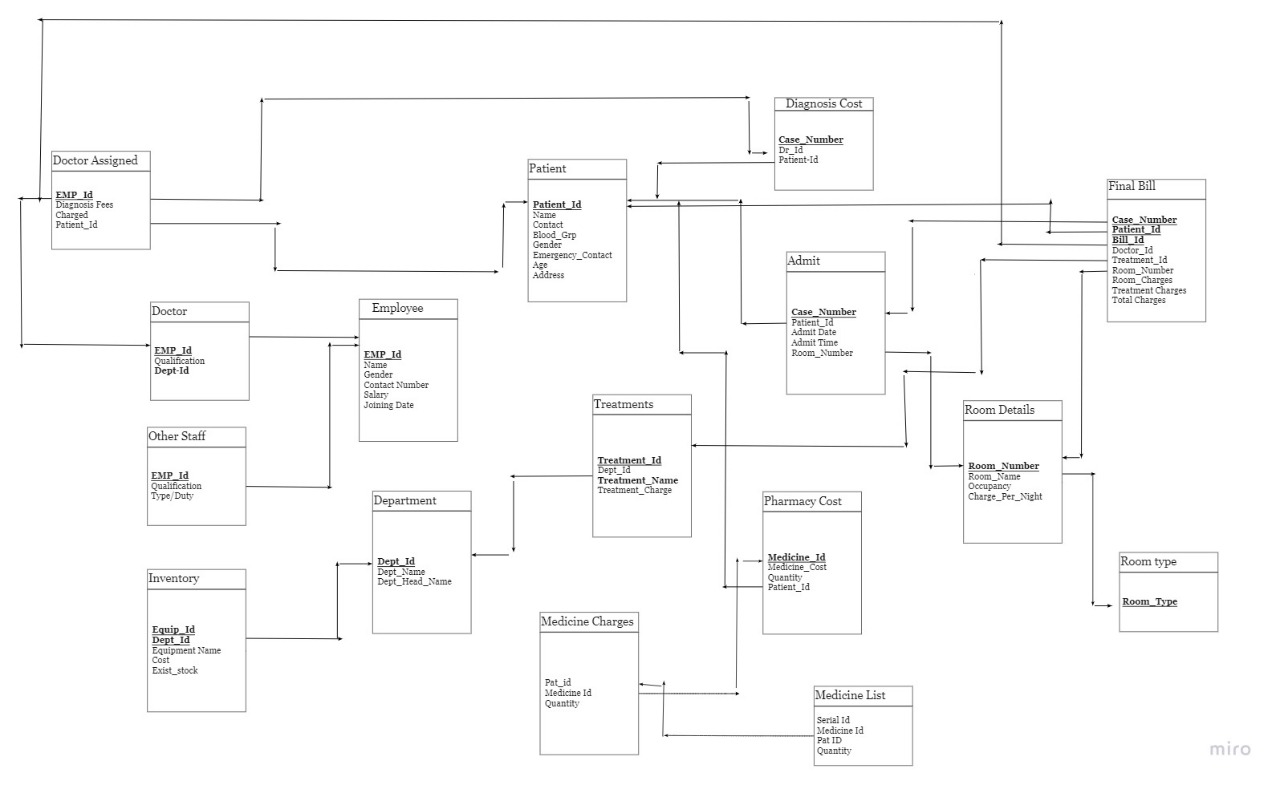 Diagnosis Cost
Case_Number
Dr_Id
Patient-Id
Doctor Assigned
EMP_Id
Diagnosis Fees
Charged
Patient_Id
Patient
Patient_Id
Name
Contact
Blood_Grp
Gender
Emergency_Contact
Age
Address
Final Bill
Case_Number
Patient_Id
Bill_Id
Doctor_Id
Treatment_Id
Room_Number
Room_Charges
Treatment Charges
Total Charges
Admit
Case_Number
Patient_Id
Admit Date
Admit Time
Room_Number
Doctor
EMP_Id
Qualification
Dept-Id
Employee
EMP_Id
Name
Gender
Contact Number
Salary
Joining Date
Treatments
Treatment_Id
Dept_Id
Treatment_Name
Treatment_Charge
Room Details
Room_Number
Room_Name
Occupancy
Charge_Per_Night
Other Staff
EMP_Id
Qualification
Type/Duty
Department
Dept_Id
Dept_Name
Dept_Head_Name
Pharmacy Cost
Medicine_Id
Medicine_Cost
Quantity
Patient_Id
Room type
Room_Type
Inventory
Equip_Id
Dept_Id
Equipment Name
Cost
Exist_stock
Medicine Charges
Pat_id
Medicine Id
Quantity
Medicine List
Serial Id
Medicine Id
Pat ID
Quantity
miro